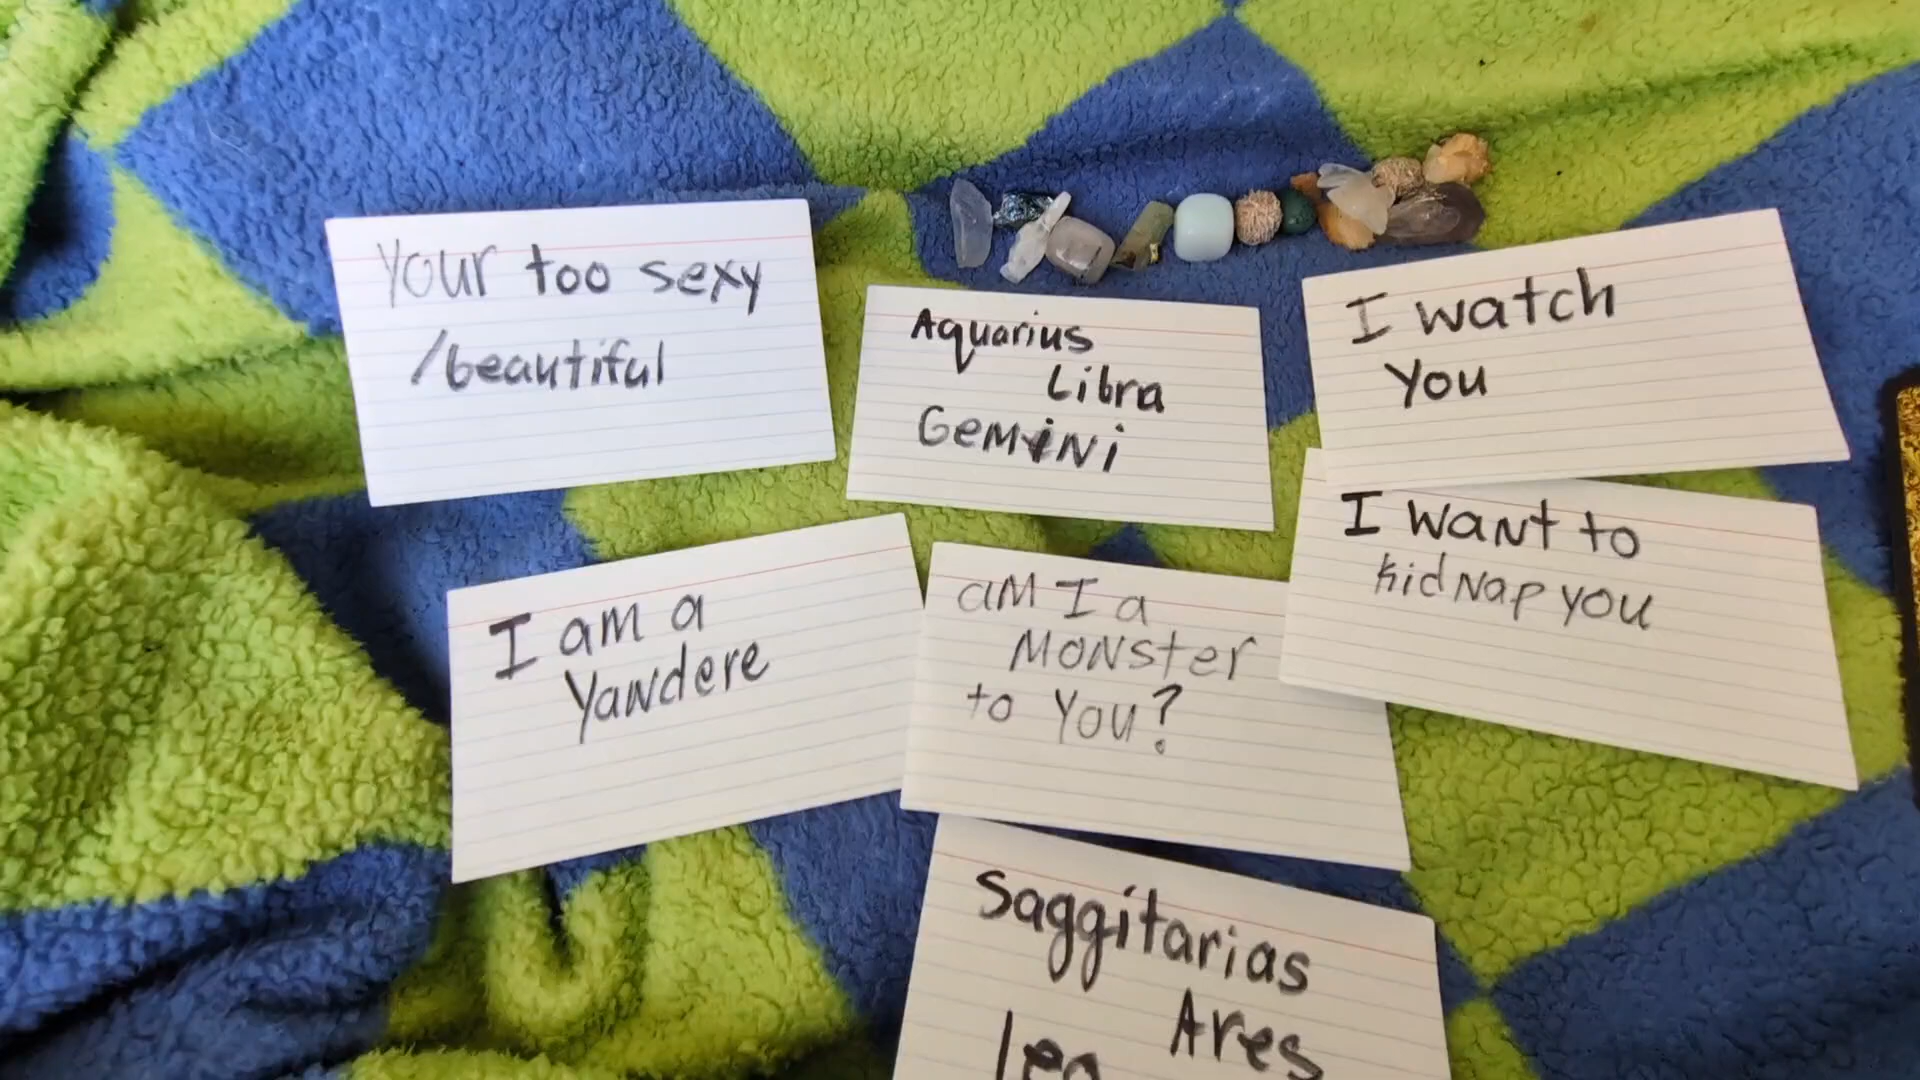 Your too sexy
/beautiful
Aquarius
Libra
Gemini
I watch
You
I want to
kidnap you
I am a
Yandere
am I a
Monster
to You?
Saggitarias
Ares
leo